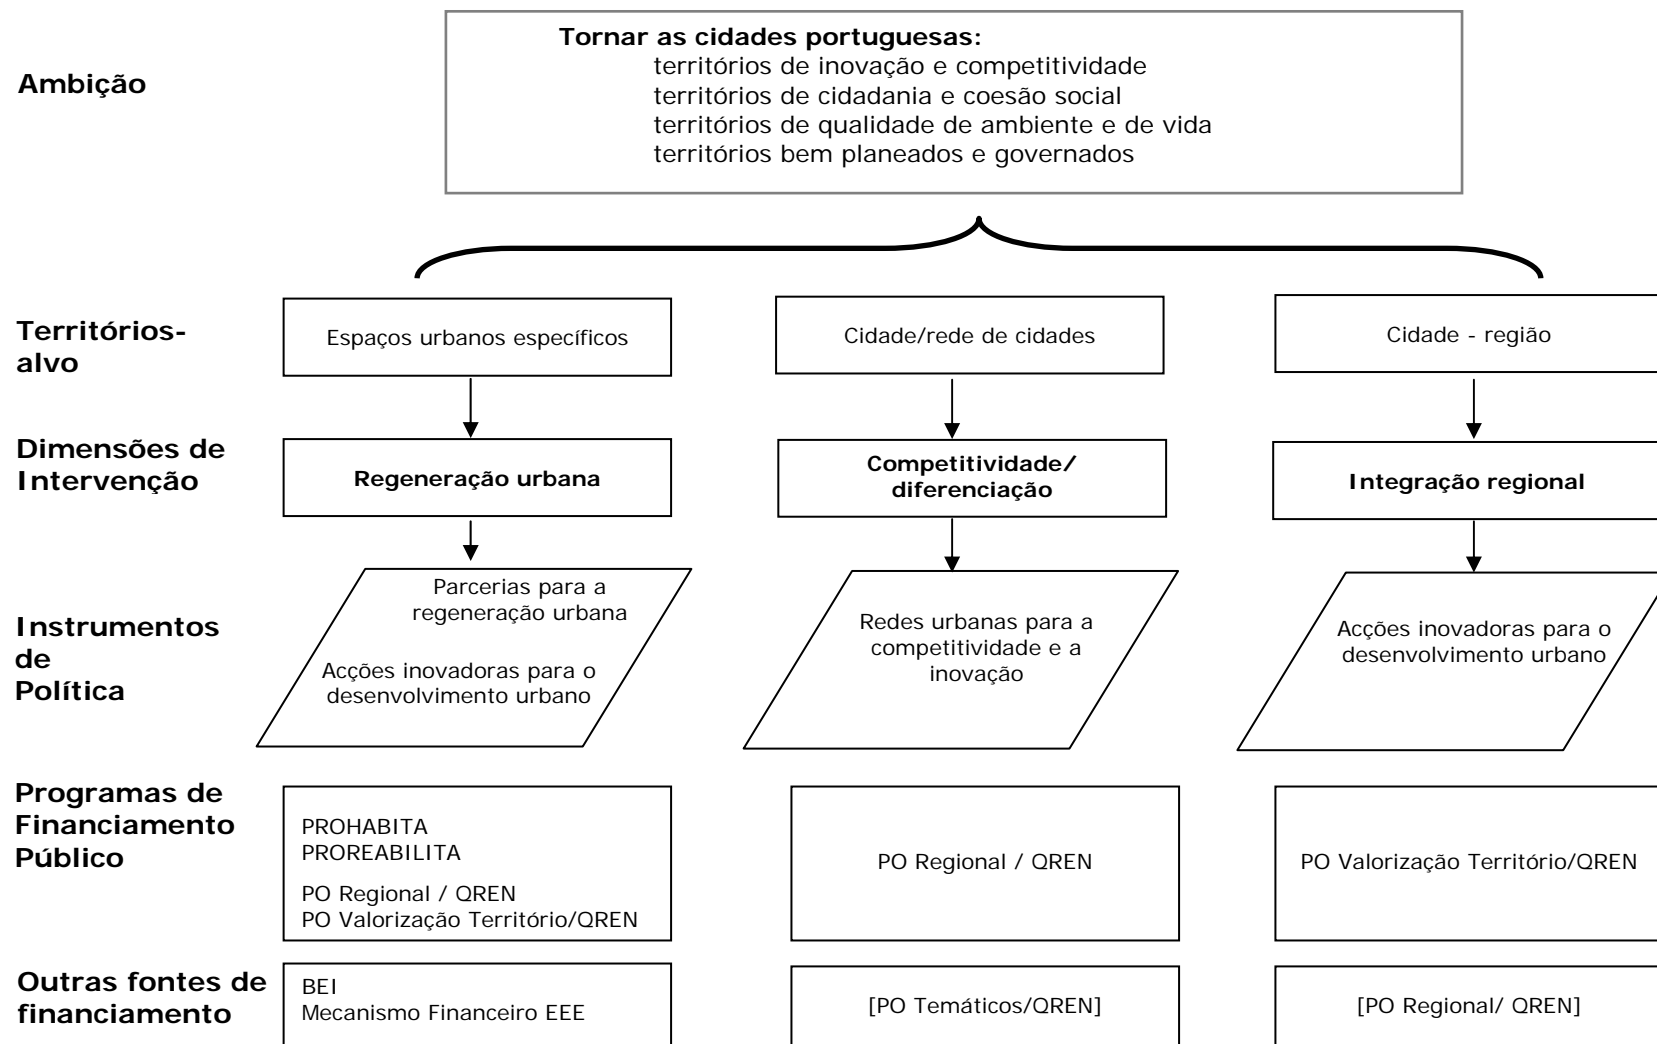 Ambição
Tornar as cidades portuguesas:
territórios de inovação e competitividade
territórios de cidadania e coesão social
territórios de qualidade de ambiente e de vida
territórios bem planeados e governados
Territórios-
alvo
Espaços urbanos específicos
Cidade/rede de cidades
Cidade - região
Dimensões de
Intervenção
Regeneração urbana
Competitividade/
diferenciação
Integração regional
Instrumentos
de
Política
Parcerias para a
regeneração urbana
Acções inovadoras para o
desenvolvimento urbano
Redes urbanas para a
competitividade e a
inovação
Acções inovadoras para o
desenvolvimento urbano
Programas de
Financiamento
Público
PROHABITA
PROREABILITA
PO Regional / QREN
PO Valorização Território/QREN
PO Regional / QREN
PO Valorização Território/QREN
Outras fontes de
financiamento
BEI
Mecanismo Financeiro EEE
[PO Temáticos/QREN]
[PO Regional/ QREN]